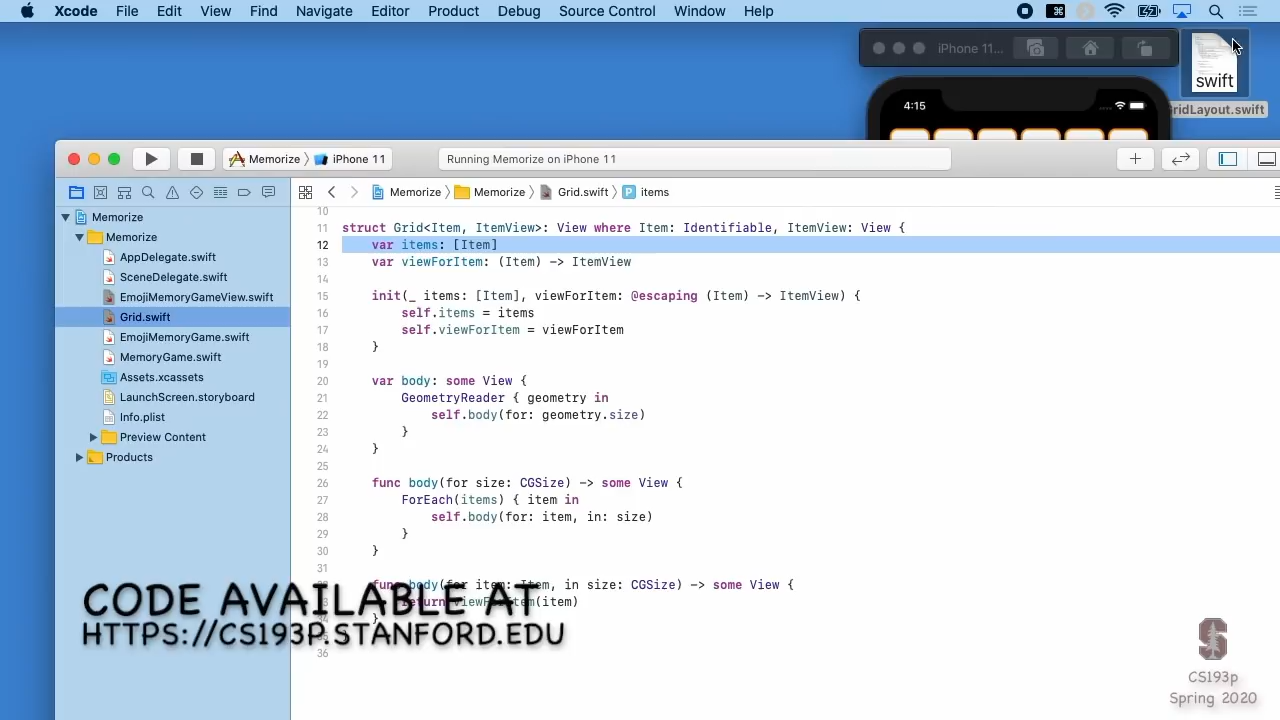 Xcode File Edit View Find Navigate Editor Product Debug Source Control Window Help
iPhone 11...
swift
GridLayout.swift
4:15
Memorize iPhone 11
Running Memorize on iPhone 11
Memorize Memorize Grid.swift P items
Memorize
Memorize
AppDelegate.swift
SceneDelegate.swift
EmojiMemoryGameView.swift
Grid.swift
EmojiMemoryGame.swift
MemoryGame.swift
Assets.xcassets
LaunchScreen.storyboard
Info.plist
Preview Content
Products
10
11 struct Grid<Item, ItemView>: View where Item: Identifiable, ItemView: View {
12 var items: [Item]
13 var viewForItem: (Item) -> ItemView
14
15 init(_ items: [Item], viewForItem: @escaping (Item) -> ItemView) {
16 self.items = items
17 self.viewForItem = viewForItem
18 }
19
20 var body: some View {
21 GeometryReader { geometry in
22 self.body(for: geometry.size)
23 }
24 }
25
26 func body(for size: CGSize) -> some View {
27 ForEach(items) { item in
28 self.body(for: item, in: size)
29 }
30 }
31
func body(for item: Item, in size: CGSize) -> some View {
return viewForItem(item)
}
36
CODE AVAILABLE AT
HTTPS://CS193P.STANFORD.EDU
S
CS193p
Spring 2020